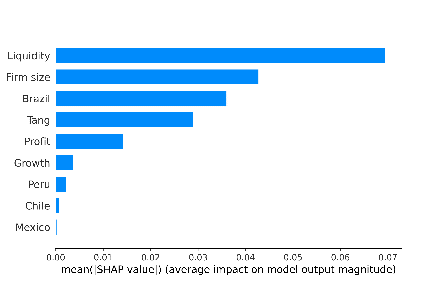 Liquidity
Firm size
Brazil
Tang
Profit
Growth
Peru
Chile
Mexico
0.00 0.01 0.02 0.03 0.04 0.05 0.06 0.07
mean(|SHAP value|) (average impact on model output magnitude)